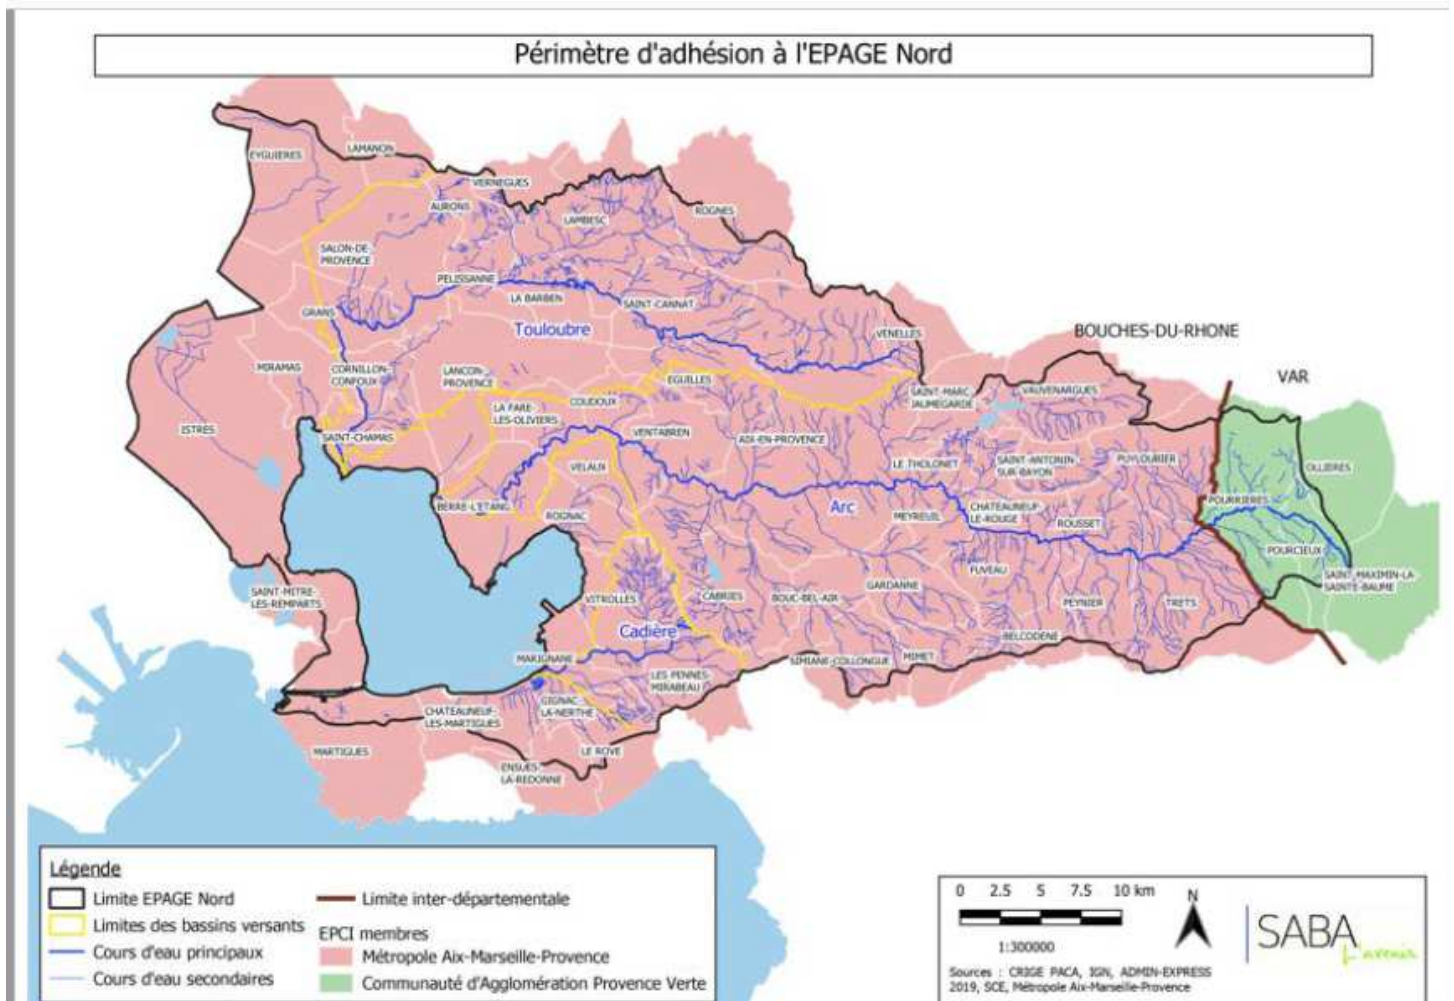 Périmètre d'adhésion à l'EPAGE Nord
EYGUIERES
LAMANON
VERNEGUES
AURONS
LAMBESC
ROGNES
SALON-DE-
PROVENCE
PELISSANNE
LA BARBEN
SAINT-CANNAT
GRANS
Touloubre
VENELLES
BOUCHES-DU-RHONE
VAR
MIRAMAS
CORNILLON-
CONFOUX
LANCON-
PROVENCE
EGUILLES
SAINT-MARC-
JAUMEGARDE
VAUVENARGUES
COUDOUX
LA FARE-
LES-OLIVIERS
ISTRES
SAINT-CHAMAS
VENTABREN
AIX-EN-PROVENCE
VELAUX
LE THOLONET
SAINT-ANTONIN-
SUR-BAYON
PUYLOUBIER
OLLIERES
BERRE-L'ETANG
ROGNAC
Arc
MEYREUIL
CHATEAUNEUF-
LE-ROUGE
ROUSSET
POURRIERES
POURCIEUX
FUVEAU
SAINT-MAXIMIN-LA-
SAINTE-BAUME
SAINT-MITRE-
LES-REMPARTS
VITROLLES
CABRIES
BOUC-BEL-AIR
GARDANNE
PEYNIER
TRETS
Cadière
BELCODENE
MARIGNANE
SIMIANE-COLLONGUE
MIMET
LES PENNES-
MIRABEAU
CHATEAUNEUF-
LES-MARTIGUES
GIGNAC-
LA-NERTHE
MARTIGUES
LE ROVE
ENSUES-
LA-REDONNE
Légende
Limite EPAGE Nord
Limites des bassins versants
Cours d'eau principaux
Cours d'eau secondaires
Limite inter-départementale
EPCI membres
Métropole Aix-Marseille-Provence
Communauté d'Agglomération Provence Verte
0 2.5 5 7.5 10 km
1:300000
N
Sources : CRIGE PACA, IGN, ADMIN-EXPRESS
2019, SCE, Métropole Aix-Marseille-Provence
SABA
L'avenir